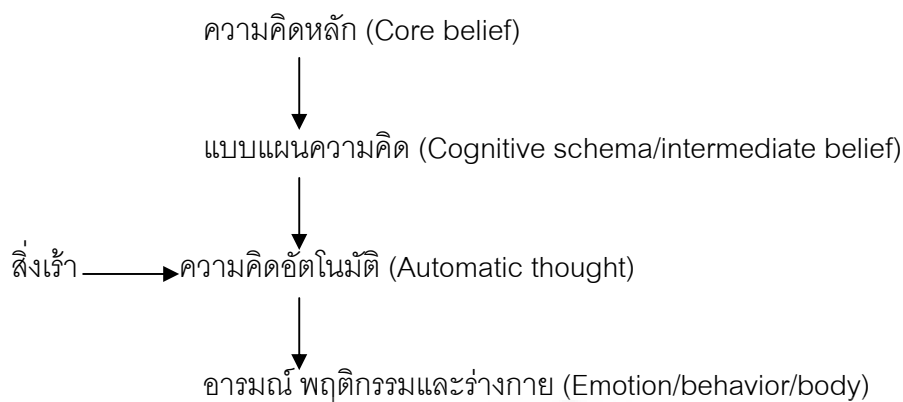 ความคิดหลัก (Core belief)
แบบแผนความคิด (Cognitive schema/intermediate belief)
สิ่งเร้า ความคิดอัตโนมัติ (Automatic thought)
อารมณ์ พฤติกรรมและร่างกาย (Emotion/behavior/body)